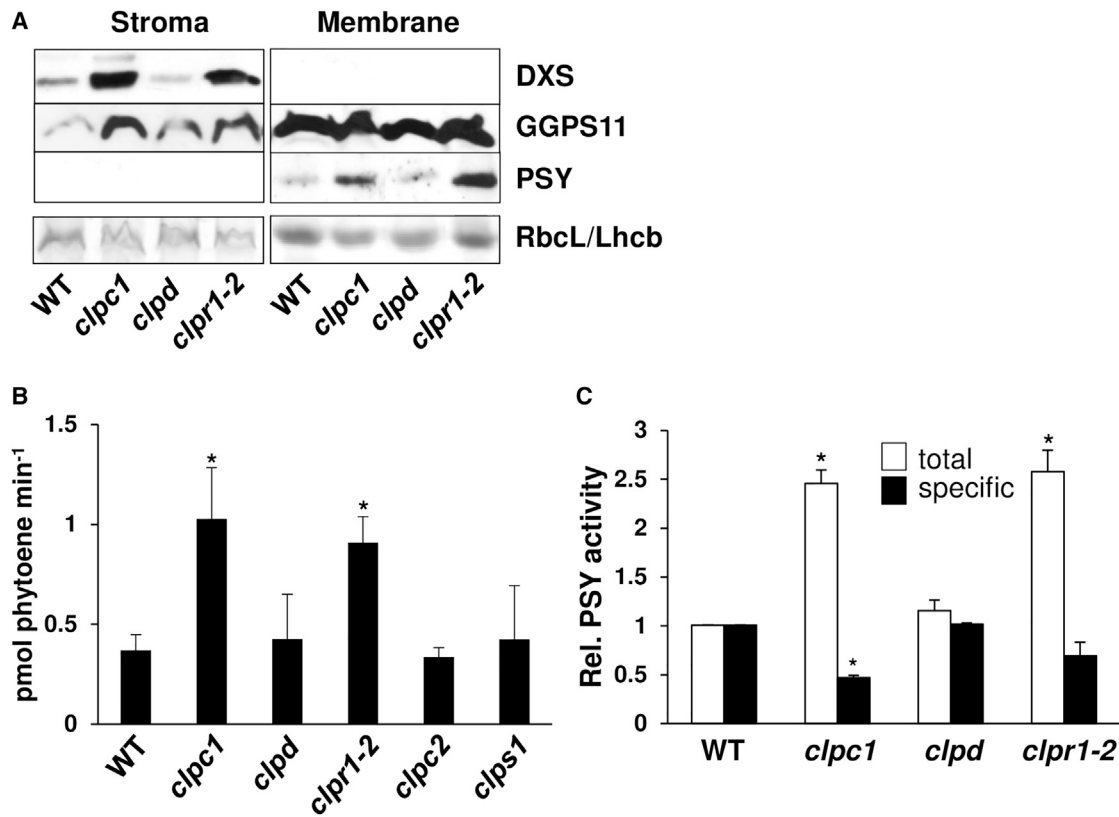 A
Stroma Membrane
DXS
GGPS11
PSY
RbcL/Lhcb
WT clpc1 clpd clpr1-2 WT clpc1 clpd clpr1-2
B
pmol phytoene min-1
1.5
1
0.5
0
* *
WT clpc1 clpd clpr1-2 clpc2 clps1
C
Rel. PSY activity
3
2.5
2
1.5
1
0.5
0
* *
*
total
specific
WT clpc1 clpd clpr1-2